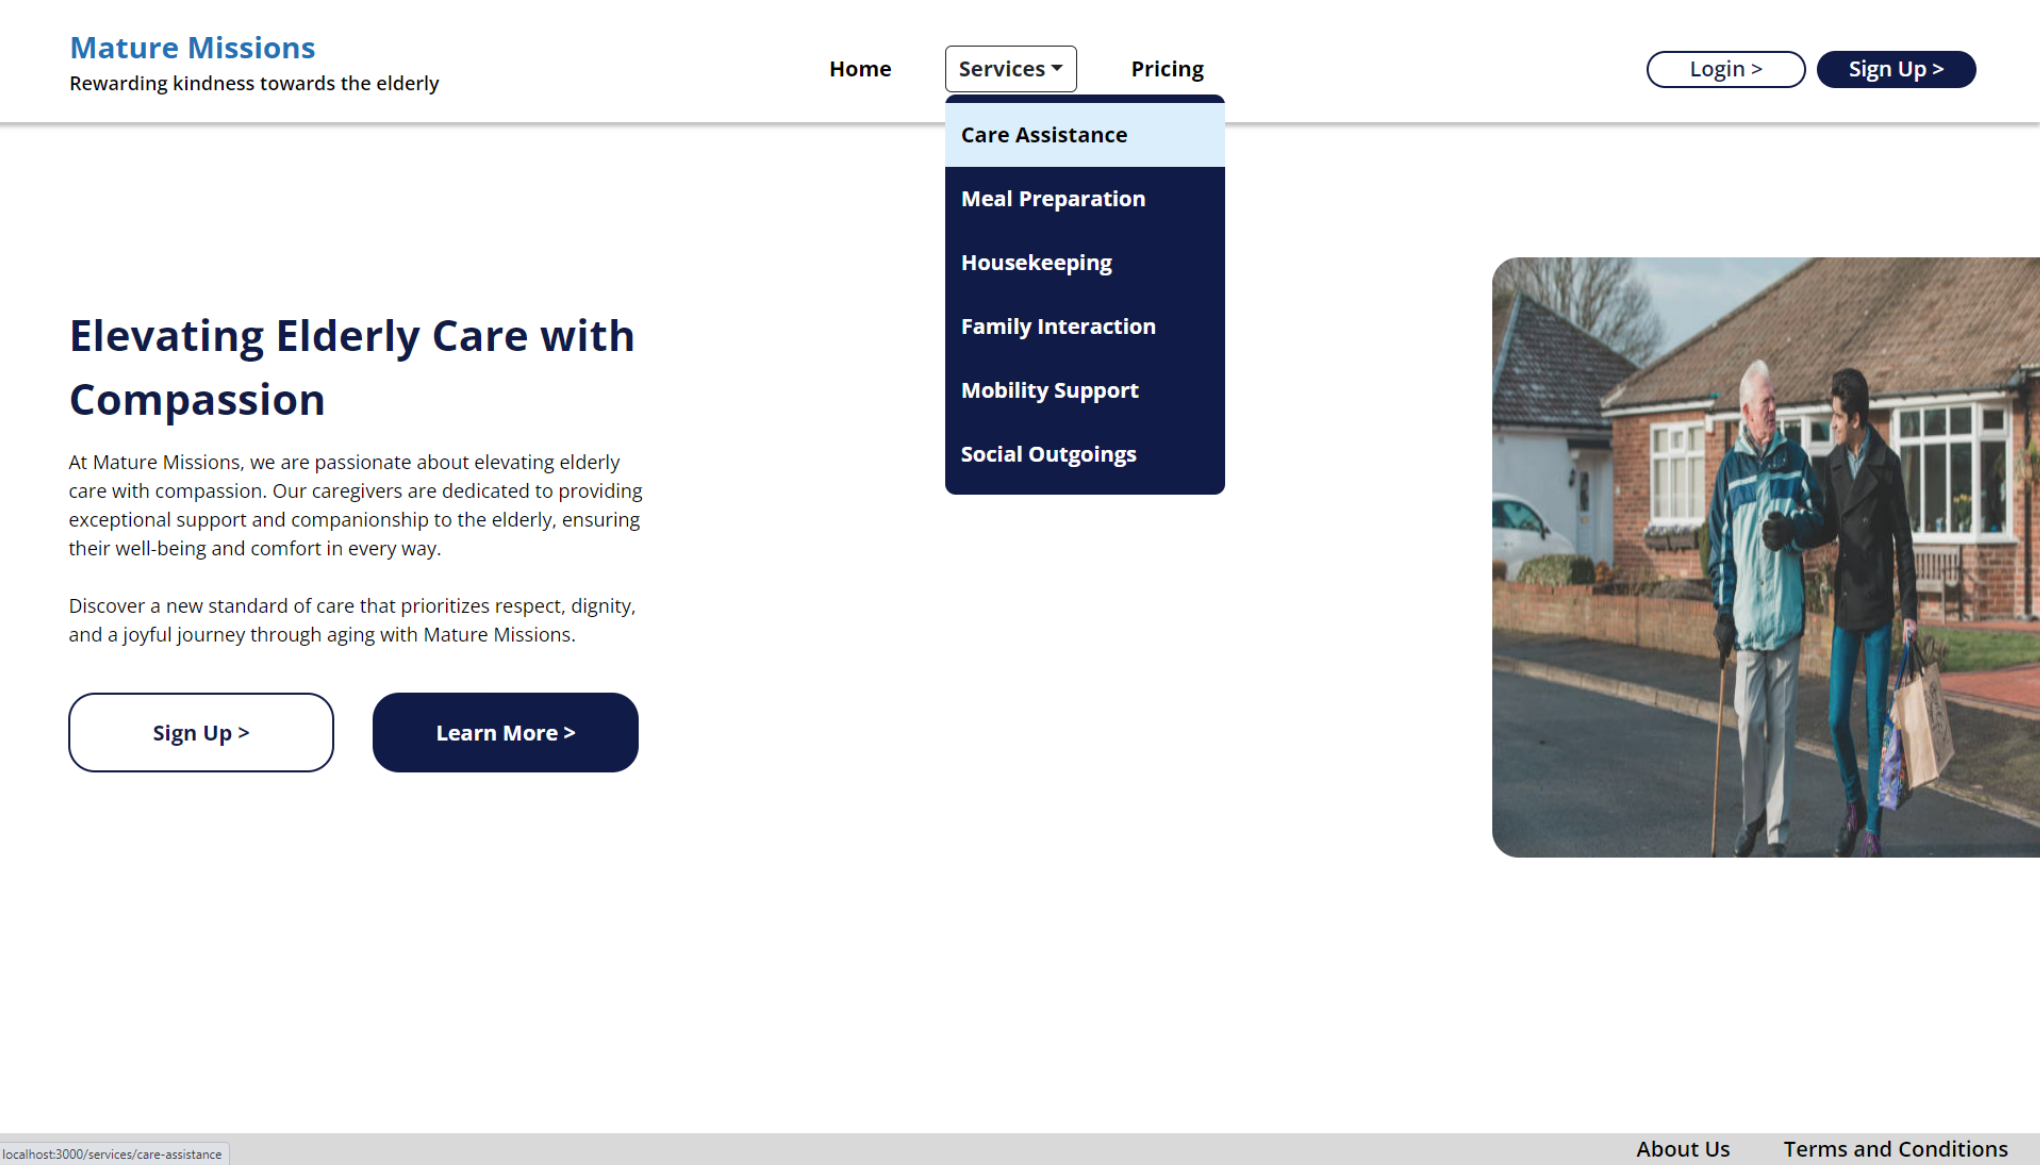 Mature Missions
Rewarding kindness towards the elderly
Home
Services
Pricing
Login >
Sign Up >
Care Assistance
Meal Preparation
Housekeeping
Family Interaction
Mobility Support
Social Outgoings
Elevating Elderly Care with
Compassion
At Mature Missions, we are passionate about elevating elderly
care with compassion. Our caregivers are dedicated to providing
exceptional support and companionship to the elderly, ensuring
their well-being and comfort in every way.
Discover a new standard of care that prioritizes respect, dignity,
and a joyful journey through aging with Mature Missions.
Sign Up >
Learn More >
localhost:3000/services/care-assistance
About Us
Terms and Conditions